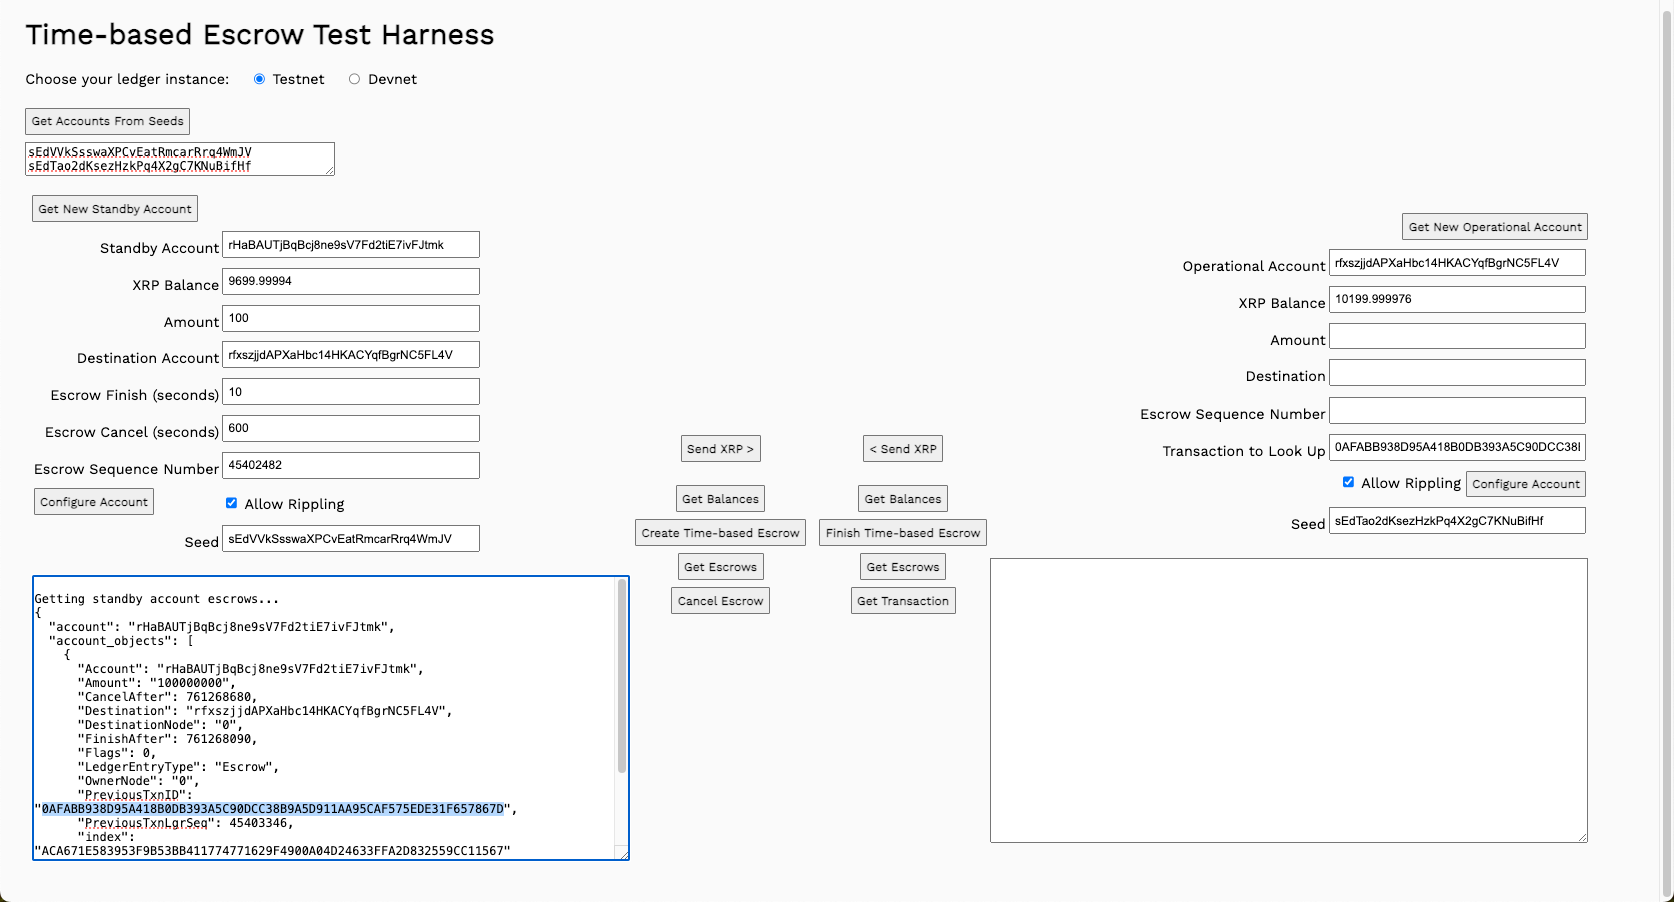 Time-based Escrow Test Harness
Choose your ledger instance: Testnet Devnet
Get Accounts From Seeds
sEdVVkSsswaXPCvEatRmcarRrq4WmJV
sEdTao2dKsezHzkPq4X2gC7KNuBifHf
Get New Standby Account
Standby Account rHaBAUTjBqBcj8ne9sV7Fd2tiE7ivFJtmk
XRP Balance 9699.99994
Amount 100
Destination Account rfxszjjdAPXaHbc14HKACYqfBgrNC5FL4V
Escrow Finish (seconds) 10
Escrow Cancel (seconds) 600
Escrow Sequence Number 45402482
Configure Account Allow Rippling
Seed sEdVVkSsswaXPCvEatRmcarRrq4WmJV
Send XRP > < Send XRP
Get Balances Get Balances
Create Time-based Escrow Finish Time-based Escrow
Get Escrows Get Escrows
Cancel Escrow Get Transaction
Get New Operational Account
Operational Account rfxszjjdAPXaHbc14HKACYqfBgrNC5FL4V
XRP Balance 10199.999976
Amount
Destination
Escrow Sequence Number
Transaction to Look Up 0AFABB938D95A418B0DB393A5C90DCC38
Allow Rippling Configure Account
Seed sEdTao2dKsezHzkPq4X2gC7KNuBifHf
Getting standby account escrows...
{
"account": "rHaBAUTjBqBcj8ne9sV7Fd2tiE7ivFJtmk",
"account_objects": [
{
"Account": "rHaBAUTjBqBcj8ne9sV7Fd2tiE7ivFJtmk",
"Amount": "100000000",
"CancelAfter": 761268680,
"Destination": "rfxszjjdAPXaHbc14HKACYqfBgrNC5FL4V",
"DestinationNode": "0",
"FinishAfter": 761268090,
"Flags": 0,
"LedgerEntryType": "Escrow",
"OwnerNode": "0",
"PreviousTxnID":
"0AFABB938D95A418B0DB393A5C90DCC38B9A5D911AA95CAF575EDE31F657867D",
"PreviousTxnLgrSeq": 45403346,
"index":
"ACA671E583953F9B53BB411774771629F4900A04D24633FFA2D832559CC11567"